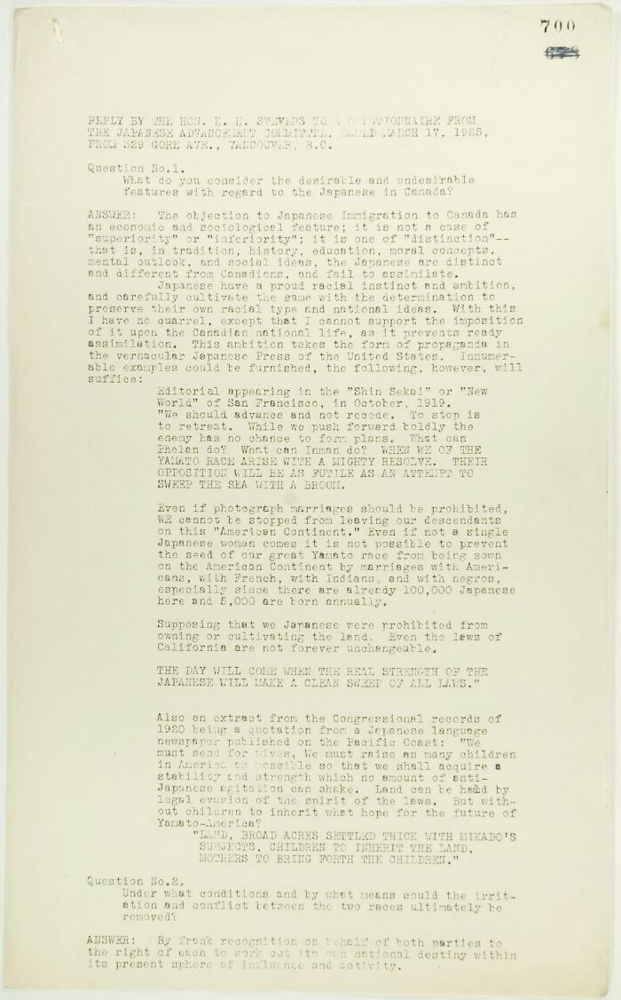 700
678
REPLY BY THE HON. H. H. STEVENS TO A QUESTIONNAIRE FROM
THE JAPANESE ADVANCEMENT COMMITTEE, DATED MARCH 17, 1925,
FROM 329 GORE AVE., VANCOUVER, B.C.
Question No.1.
What do you consider the desirable and undesirable
features with regard to the Japanese in Canada?
ANSWER: The objection to Japanese Immigration to Canada has
an economic and sociological feature; it is not a case of
"superiority" or "inferiority"; it is one of "distinction"--
that is, in tradition, history, education, moral concepts,
mental outlook, and social ideas, the Japanese are distinct
and different from Canadians, and fail to assimilate.
Japanese have a proud racial instinct and ambition,
and carefully cultivate the same with the determination to
preserve their own racial type and national ideas. With this
I have no quarrel, except that I cannot support the imposition
of it upon the Canadian national life, as it prevents ready
assimilation. This ambition takes the form of propaganda in
the vernacular Japanese Press of the United States. Innumer-
able examples could be furnished, the following, however, will
suffice:
Editorial appearing in the "Shin Sekai" or "New
World" of San Francisco, in October, 1919.
"We should advance and not recede. To stop is
to retreat. While we push forward boldly the
enemy has no chance to form plans. What can
Phelan do? What can Inman do? WHEN WE OF THE
YAMATO RACE ARISE WITH A MIGHTY RESOLVE. THEIR
OPPOSITION WILL BE AS FUTILE AS AN ATTEMPT TO
SWEEP THE SEA WITH A BROOM.
Even if photograph marriages should be prohibited,
WE cannot be stopped from leaving our descendants
on this "American Continent." Even if not a single
Japanese woman comes it is not possible to prevent
the seed of our great Yamato race from being sown
on the American Continent by marriages with Ameri-
cans, with French, with Indians, and with negros,
especially since there are already 100,000 Japanese
here and 5,000 are born annually.
Supposing that we Japanese were prohibited from
owning or cultivating the land. Even the laws of
California are not forever unchangeable.
THE DAY WILL COME WHEN THE REAL STRENGTH OF THE
JAPANESE WILL MAKE A CLEAN SWEEP OF ALL LAWS."
Also an extract from the Congressional records of
1920 being a quotation from a Japanese language
newspaper published on the Pacific Coast: "We
must send for wives, We must raise as many children
in America as possible so that we shall acquire a
stability and strength which no amount of anti-
Japanese agitation can shake. Land can be had by
legal evasion of the spirit of the laws. But with-
out children to inherit what hope for the future of
Yamato-America?
"LAND, BROAD ACRES SETTLED THICK WITH MIKADO'S
SUBJECTS, CHILDREN TO INHERIT THE LAND,
MOTHERS TO BRING FORTH THE CHILDREN."
Question No.2.
Under what conditions and by what means could the irrit-
ation and conflict between the two races ultimately be
removed?
ANSWER: By frank recognition on behalf of both parties to
the right of each to work out its own national destiny within
its present sphere of influence and activity.